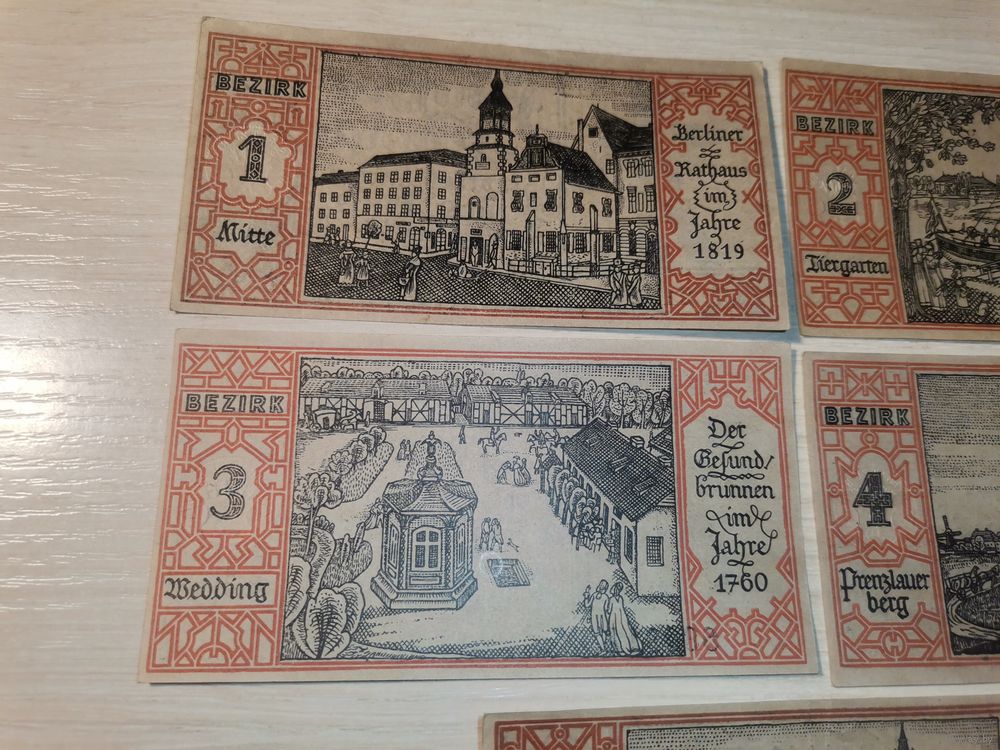 BEZIRK
1
Mitte
Berliner
Rathaus
im
Jahre
1819
BEZIRK
2
Tiergarten
BEZIRK
3
Wedding
Der
Gesund/
brunnen
im
Jahre
1760
BEZIRK
4
Prenzlauer
berg